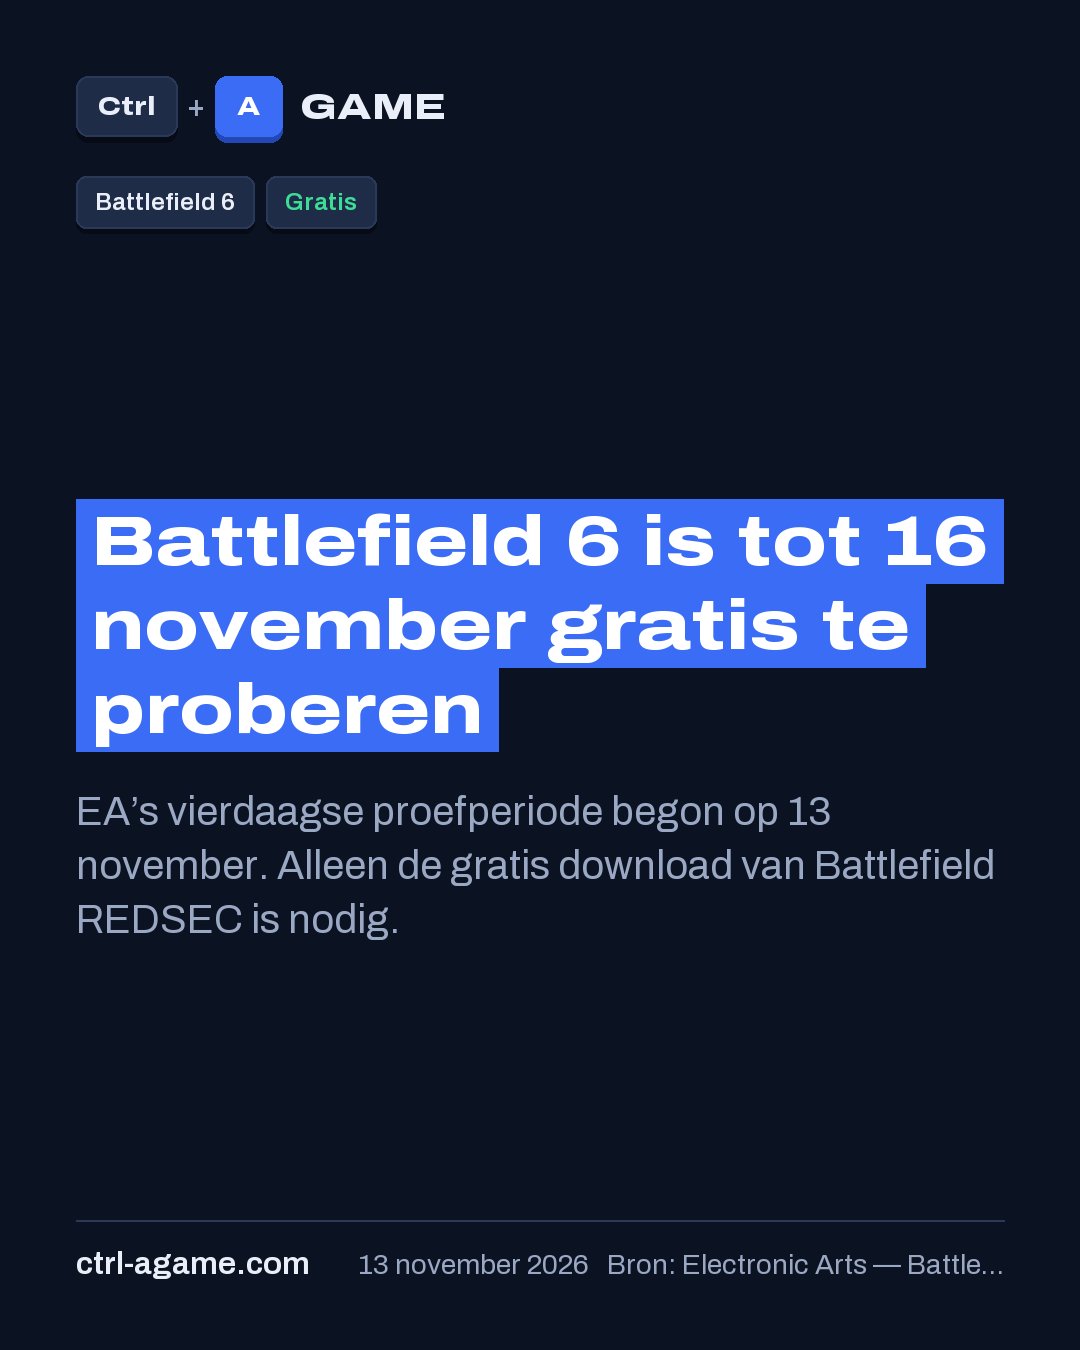 Ctrl + A GAME
Battlefield 6 Gratis
Battlefield 6 is tot 16
november gratis te
proberen
EA’s vierdaagse proefperiode begon op 13
november. Alleen de gratis download van Battlefield
REDSEC is nodig.
ctrl-agame.com 13 november 2026 Bron: Electronic Arts — Battle…